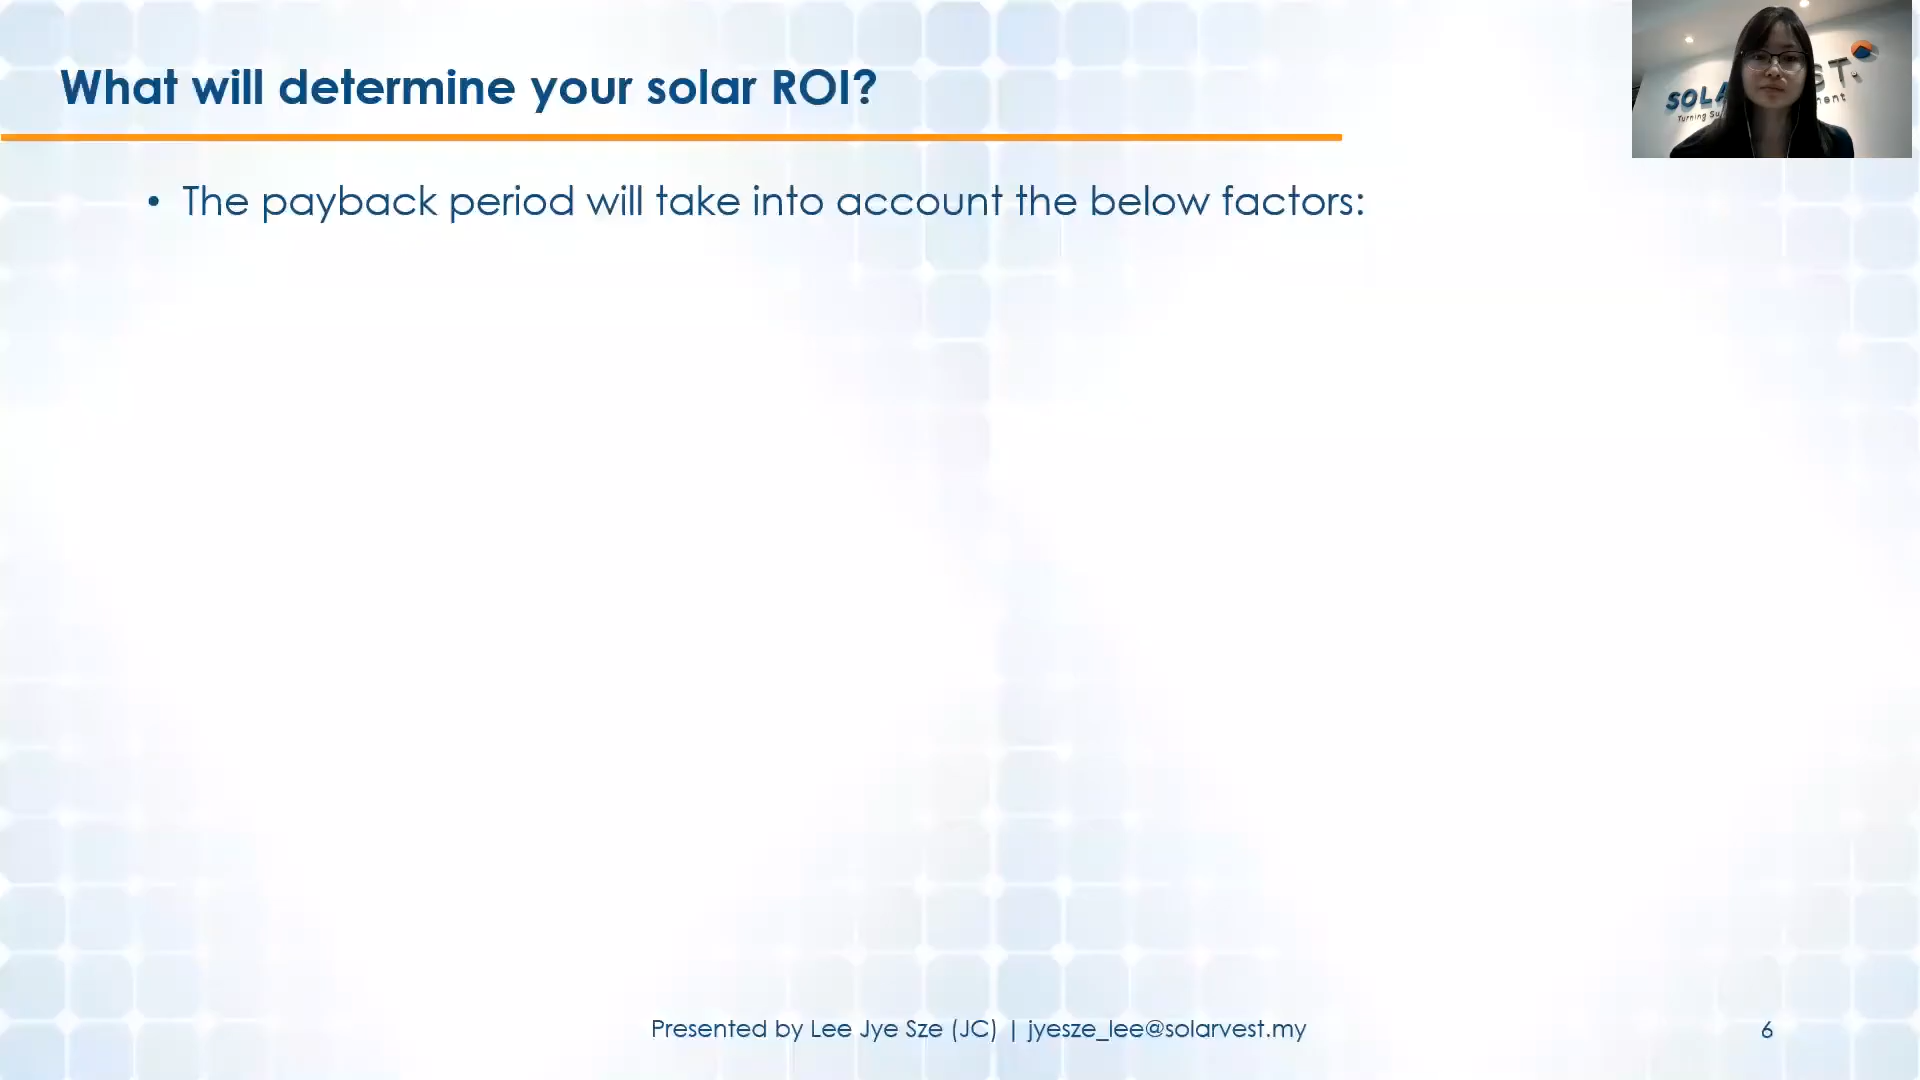 What will determine your solar ROI?
• The payback period will take into account the below factors:
Presented by Lee Jye Sze (JC) | jyesze_lee@solarvest.my
6